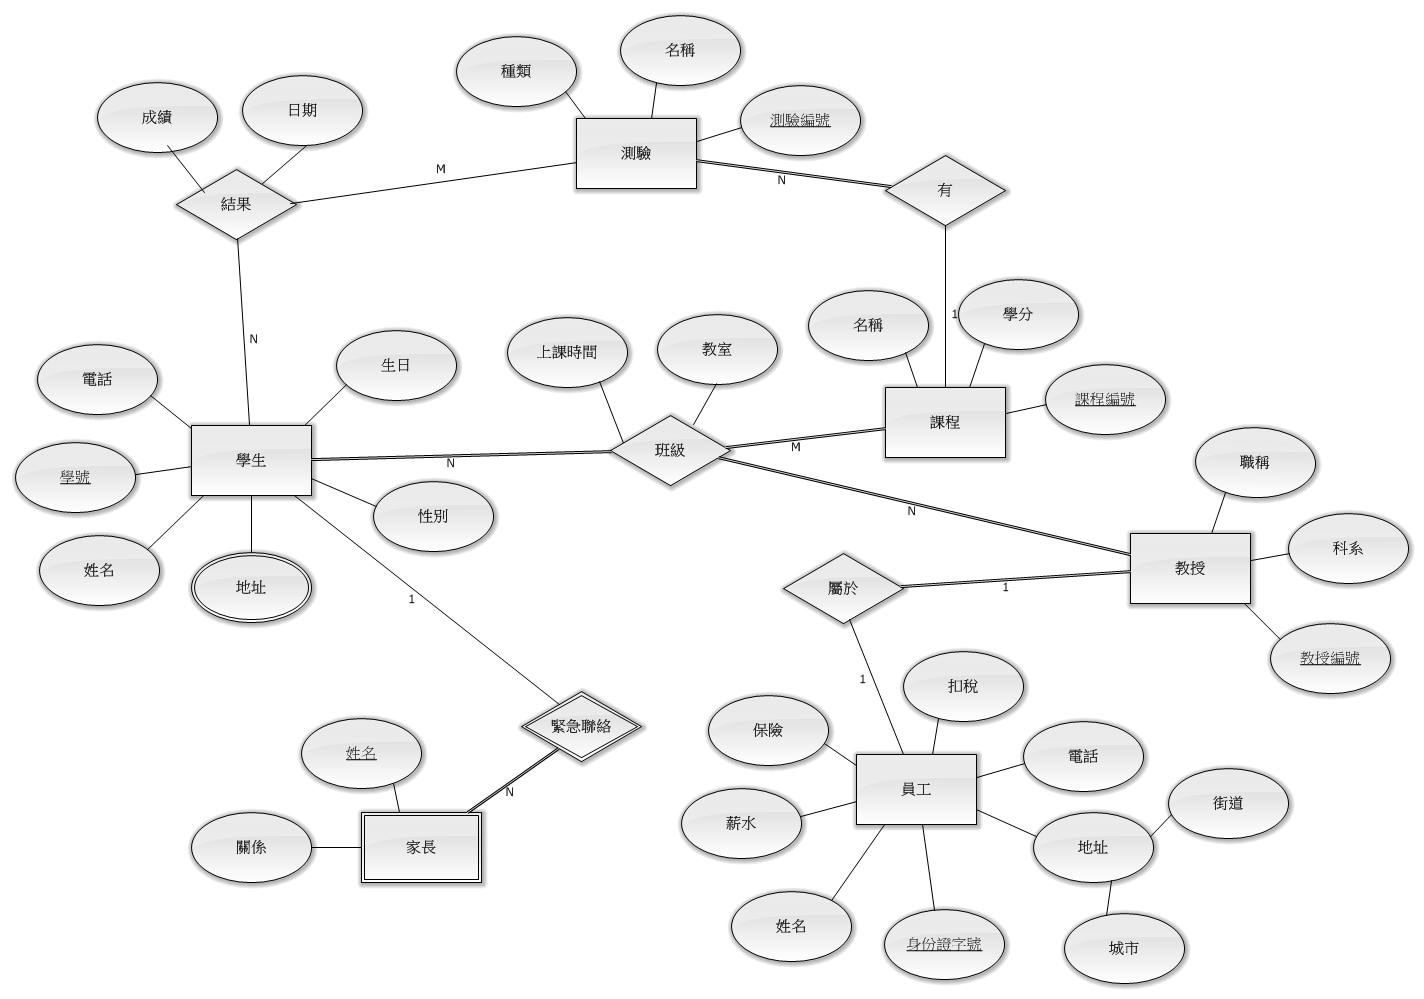 名稱
種類
測驗編號
日期
成績
測驗
M
N
有
結果
1
學分
名稱
N
上課時間
教室
生日
電話
課程編號
課程
M
班級
N
學生
職稱
學號
N
性別
科系
姓名
地址
教授
屬於
1
1
教授編號
1
扣稅
緊急聯絡
保險
姓名
電話
員工
N
街道
薪水
關係
家長
地址
姓名
身份證字號
城市